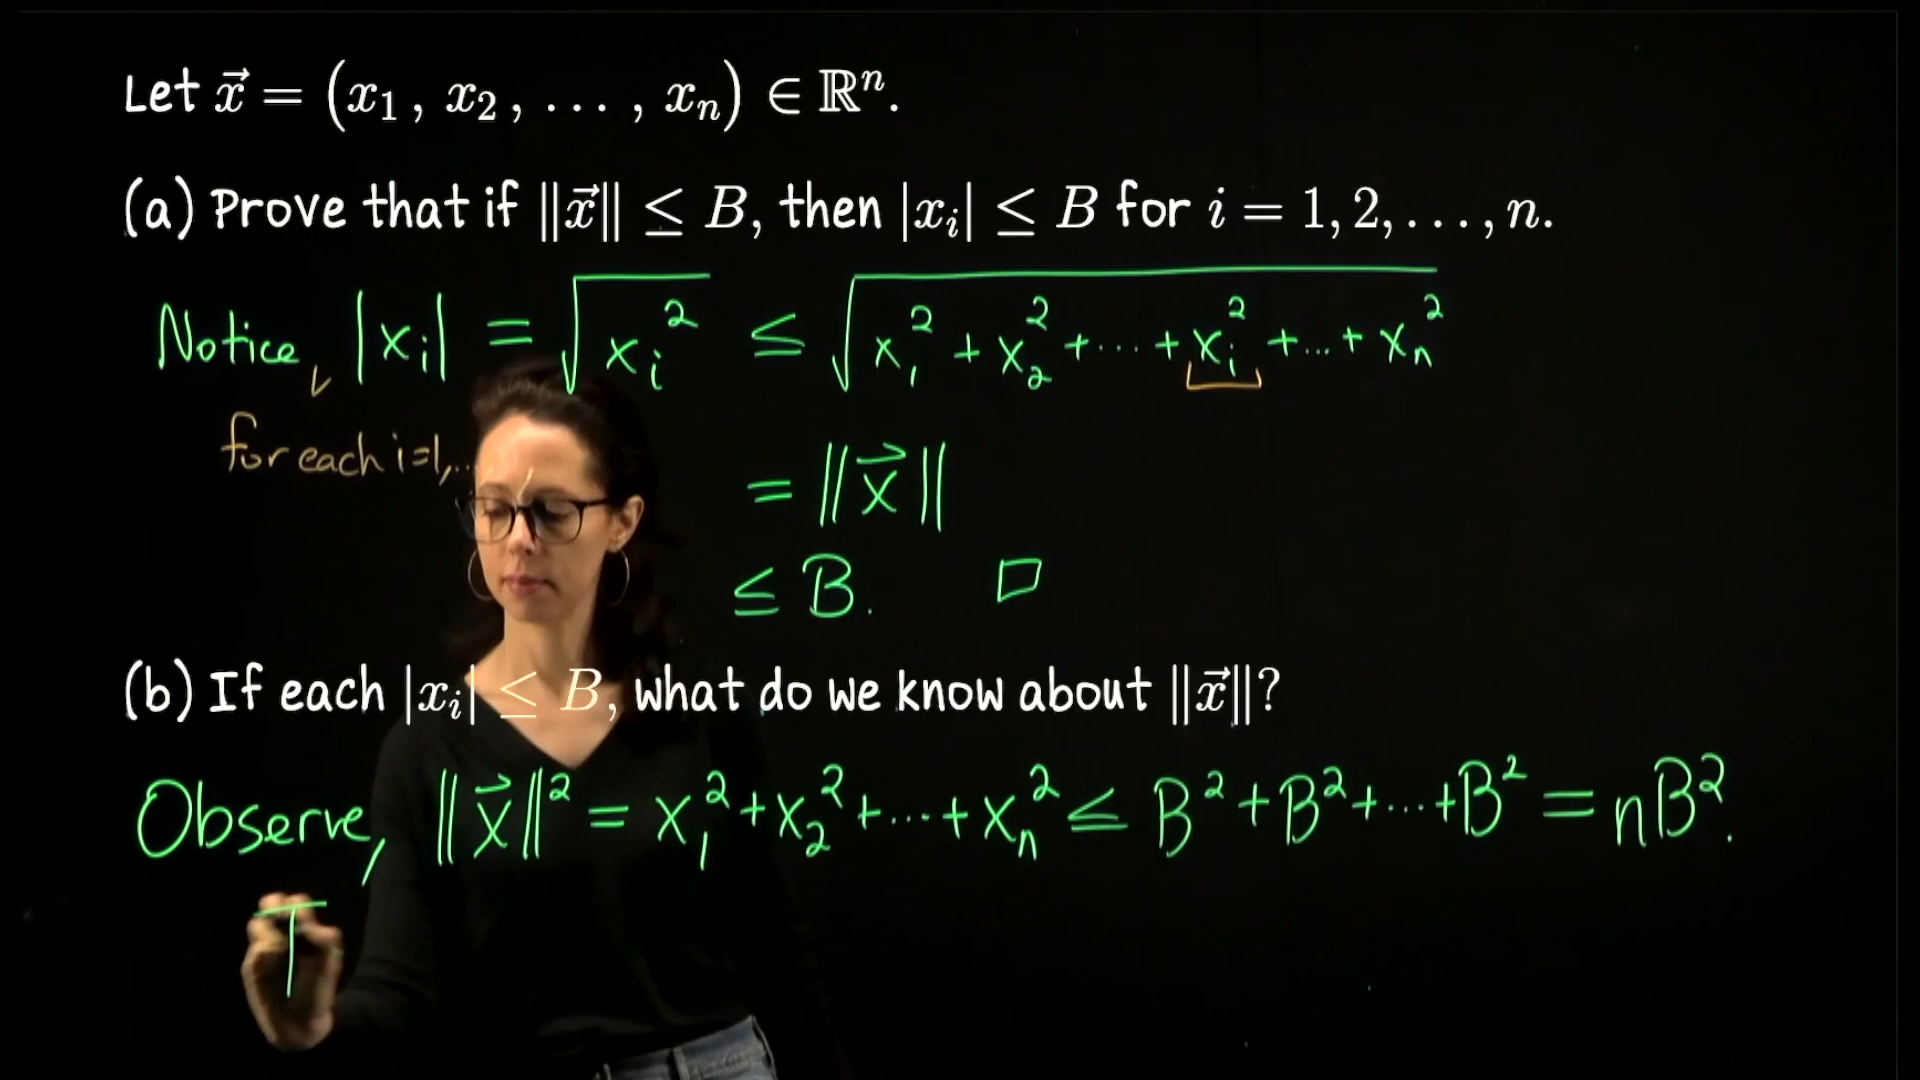 Let x⃗ = (x₁, x₂, ..., xₙ) ∈ ℝⁿ.
(a) Prove that if ‖x⃗‖ ≤ B, then |xᵢ| ≤ B for i = 1, 2, ..., n.
Notice, |xᵢ| = √(xᵢ²) ≤ √(x₁² + x₂² + ... + xᵢ² + ... + xₙ²)
for each i=1,..
= ‖x⃗‖
≤ B. □
(b) If each |xᵢ| ≤ B, what do we know about ‖x⃗‖?
Observe, ‖x⃗‖² = x₁² + x₂² + ... + xₙ² ≤ B² + B² + ... + B² = nB².
T